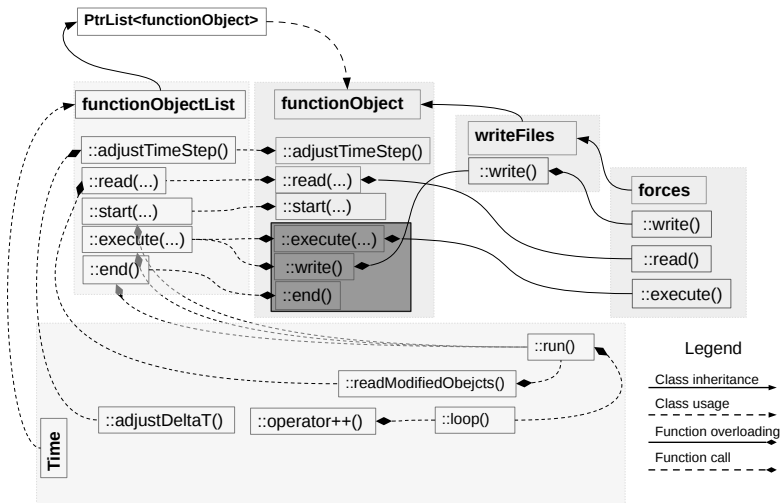 PtrList<functionObject>
functionObjectList
::adjustTimeStep()
::read(...)
::start(...)
::execute(...)
::end()
functionObject
::adjustTimeStep()
::read(...)
::start(...)
::execute(...)
::write()
::end()
writeFiles
::write()
forces
::write()
::read()
::execute()
::run()
::readModifiedObejcts()
::adjustDeltaT()
::operator++()
::loop()
Time
Legend
Class inheritance
Class usage
Function overloading
Function call